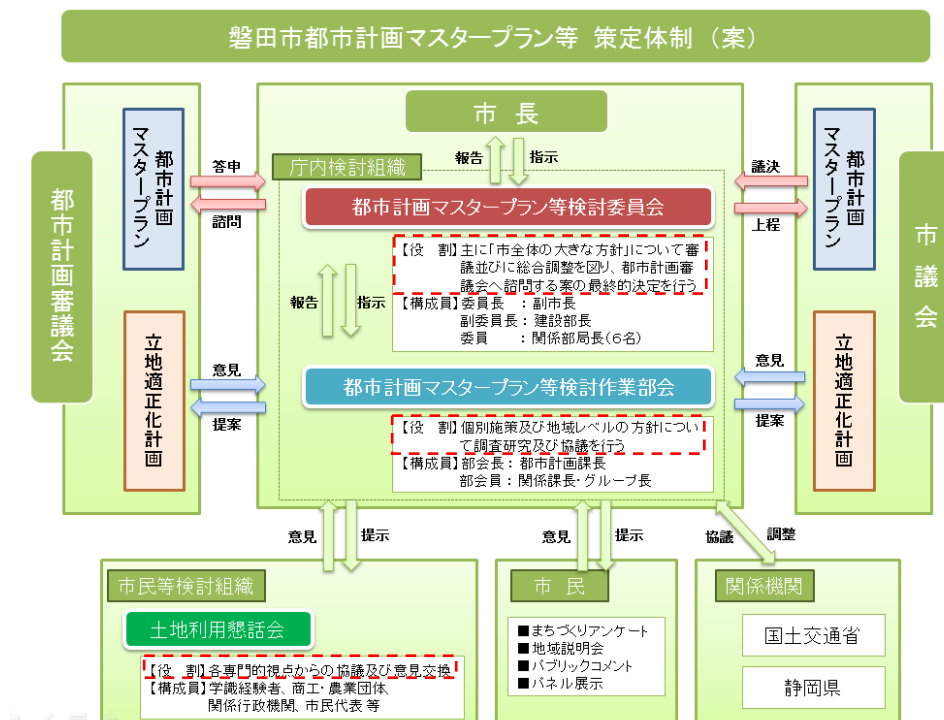 磐田市都市計画マスタープラン等 策定体制 （案）
都市計画審議会
都市計画
マスタープラン
答申
諮問
立地適正化計画
意見
提案
市 長
報告
指示
庁内検討組織
都市計画マスタープラン等検討委員会
【役 割】主に「市全体の大きな方針」について審
議並びに総合調整を図り、都市計画審
議会へ諮問する案の最終的決定を行う
【構成員】委員長 ：副市長
副委員長：建設部長
委員 ：関係部局長（6名）
報告
指示
都市計画マスタープラン等検討作業部会
【役 割】個別施策及び地域レベルの方針につい
て調査研究及び協議を行う
【構成員】部会長：都市計画課長
部会員：関係課長・グループ長
市議会
都市計画
マスタープラン
議決
上程
立地適正化計画
意見
提案
意見
提示
意見
提示
協議
調整
市民等検討組織
土地利用懇話会
【役 割】各専門的視点からの協議及び意見交換
【構成員】学識経験者、商工・農業団体、
関係行政機関、市民代表 等
市 民
■まちづくりアンケート
■地域説明会
■パブリックコメント
■パネル展示
関係機関
国土交通省
静岡県